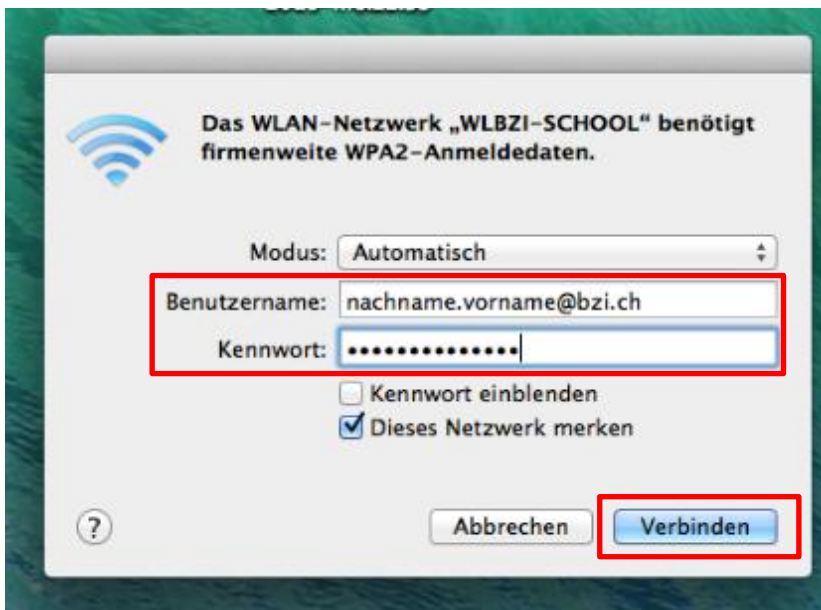 Das WLAN-Netzwerk „WLBZI-SCHOOL“ benötigt
firmenweite WPA2-Anmeldedaten.
Modus: Automatisch
Benutzername: nachname.vorname@bzi.ch
Kennwort: ••••••••••••••
Kennwort einblenden
Dieses Netzwerk merken
? Abbrechen Verbinden